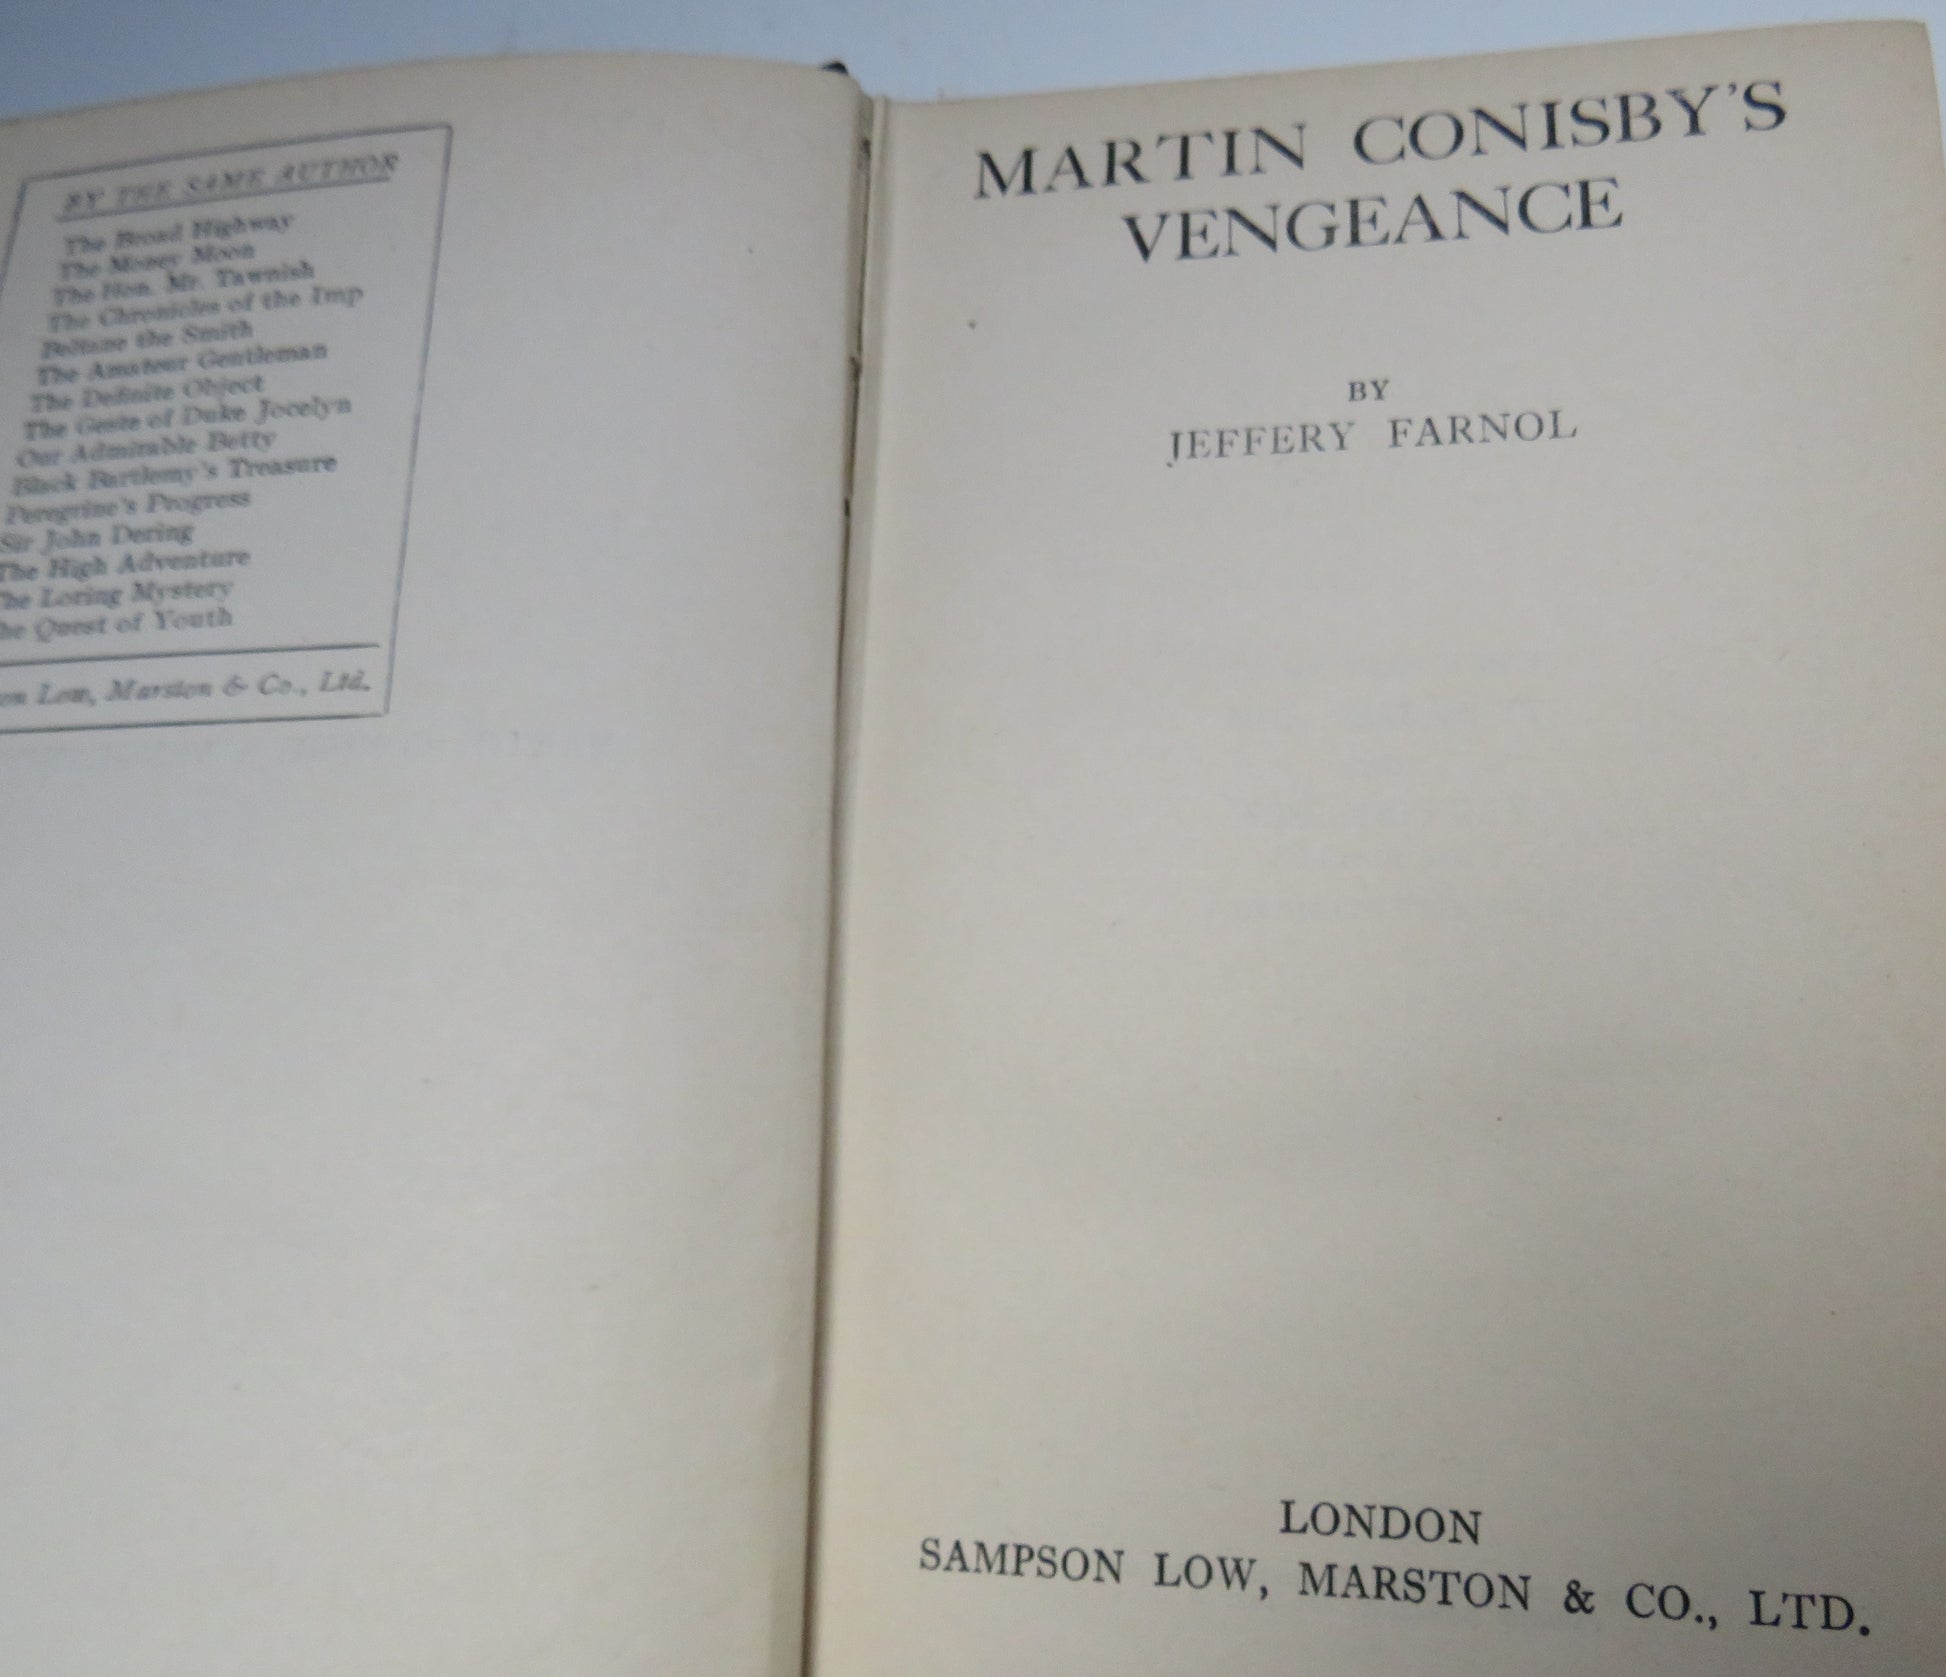 BY THE SAME AUTHOR
The Broad Highway
The Money Moon
The Hon. Mr. Tawnish
The Chronicles of the Imp
Beltane the Smith
The Amateur Gentleman
The Definite Object
The Geste of Duke Jocelyn
Our Admirable Betty
Black Bartlemy's Treasure
Peregrine's Progress
Sir John Dering
The High Adventure
The Loring Mystery
he Quest of Youth
on Low, Marston & Co., Ltd.
MARTIN CONISBY'S
VENGEANCE
BY
JEFFERY FARNOL
LONDON
SAMPSON LOW, MARSTON & CO., LTD.